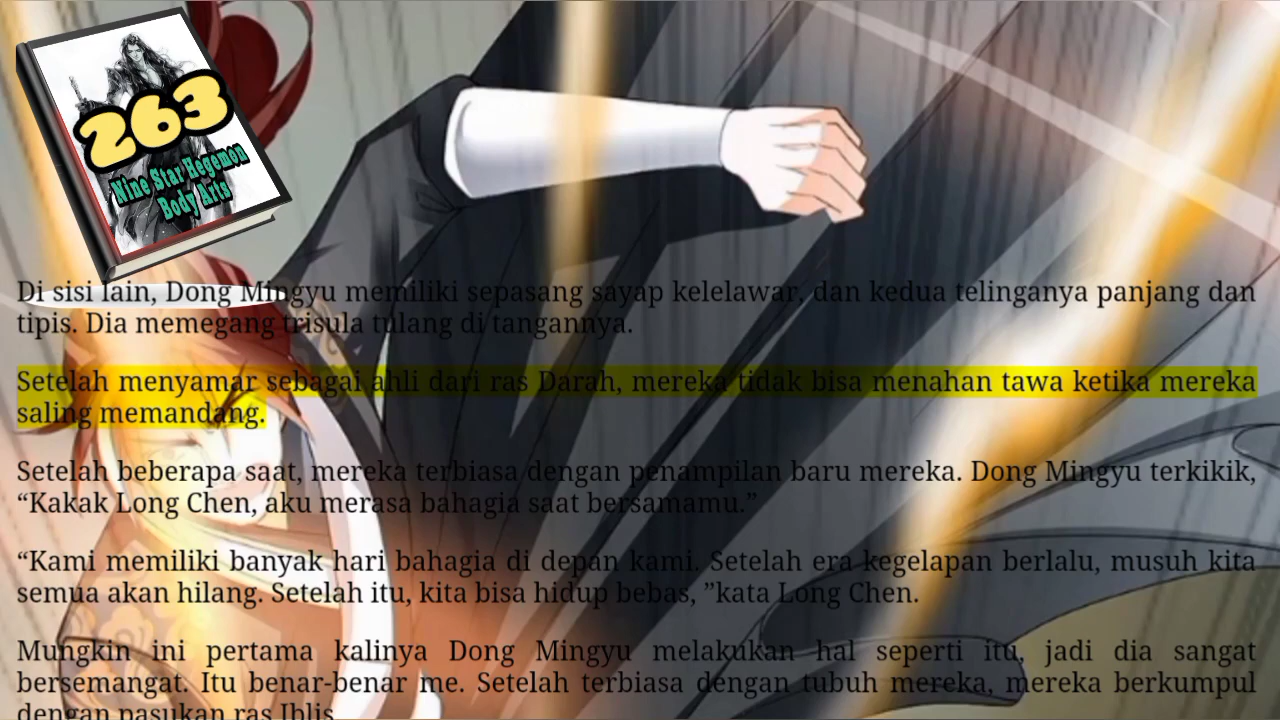 263
Nine Star Hegemon
Body Arts
Di sisi lain, Dong Mingyu memiliki sepasang sayap kelelawar, dan kedua telinganya panjang dan
tipis. Dia memegang trisula tulang di tangannya.
Setelah menyamar sebagai ahli dari ras Darah, mereka tidak bisa menahan tawa ketika mereka
saling memandang.
Setelah beberapa saat, mereka terbiasa dengan penampilan baru mereka. Dong Mingyu terkikik,
“Kakak Long Chen, aku merasa bahagia saat bersamamu.”
“Kami memiliki banyak hari bahagia di depan kami. Setelah era kegelapan berlalu, musuh kita
semua akan hilang. Setelah itu, kita bisa hidup bebas, ”kata Long Chen.
Mungkin ini pertama kalinya Dong Mingyu melakukan hal seperti itu, jadi dia sangat
bersemangat. Itu benar-benar me. Setelah terbiasa dengan tubuh mereka, mereka berkumpul
dengan pasukan ras Iblis